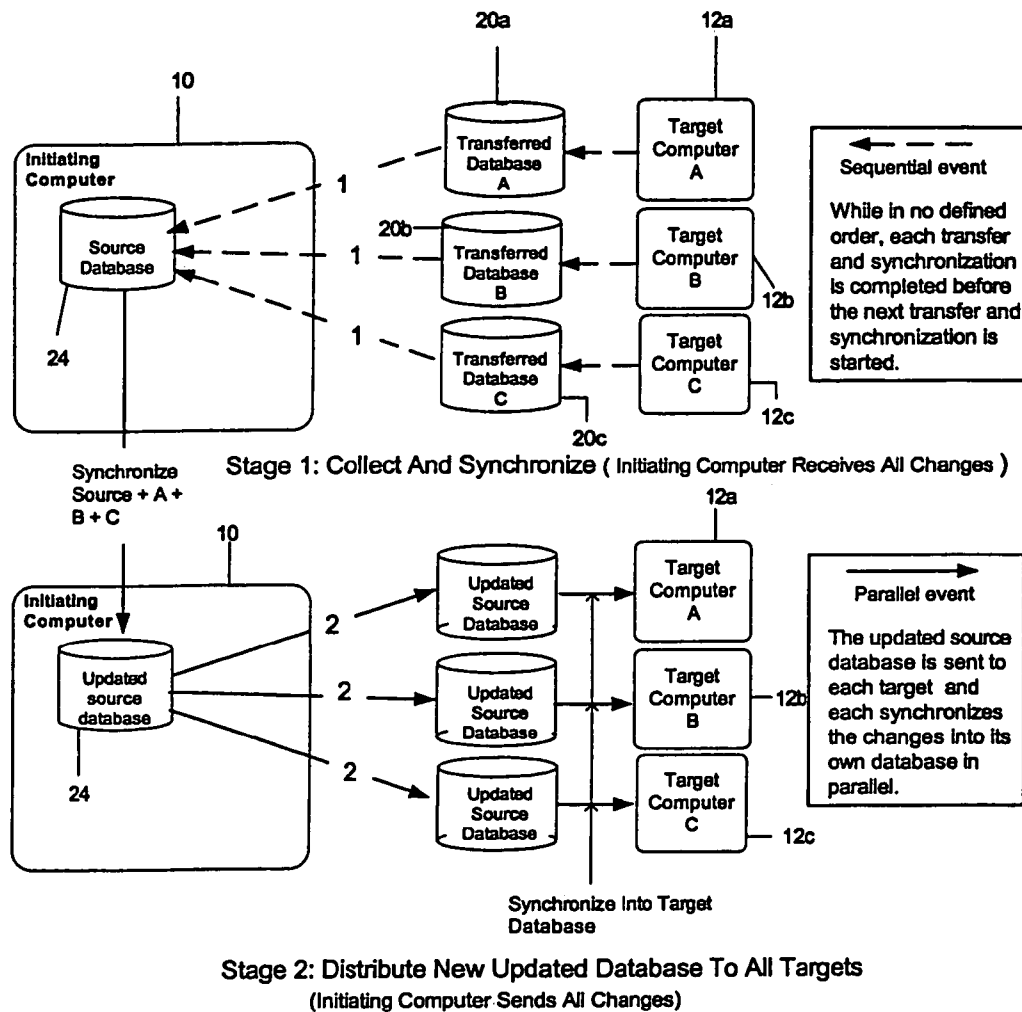 20a
12a
10
Initiating
Computer
Source
Database
24
1
1
1
Transferred
Database
A
20b
Transferred
Database
B
Transferred
Database
C
20c
Target
Computer
A
Target
Computer
B
12b
Target
Computer
C
12c
Sequential event
While in no defined
order, each transfer
and synchronization
is completed before
the next transfer and
synchronization is
started.
Stage 1: Collect And Synchronize ( Initiating Computer Receives All Changes )
Synchronize
Source + A +
B + C
10
12a
Initiating
Computer
Updated
source
database
24
2
2
2
Updated
Source
Database
Updated
Source
Database
Updated
Source
Database
Target
Computer
A
Target
Computer
B
12b
Target
Computer
C
12c
Parallel event
The updated source
database is sent to
each target and
each synchronizes
the changes into its
own database in
parallel.
Synchronize Into Target
Database
Stage 2: Distribute New Updated Database To All Targets
(Initiating Computer Sends All Changes)